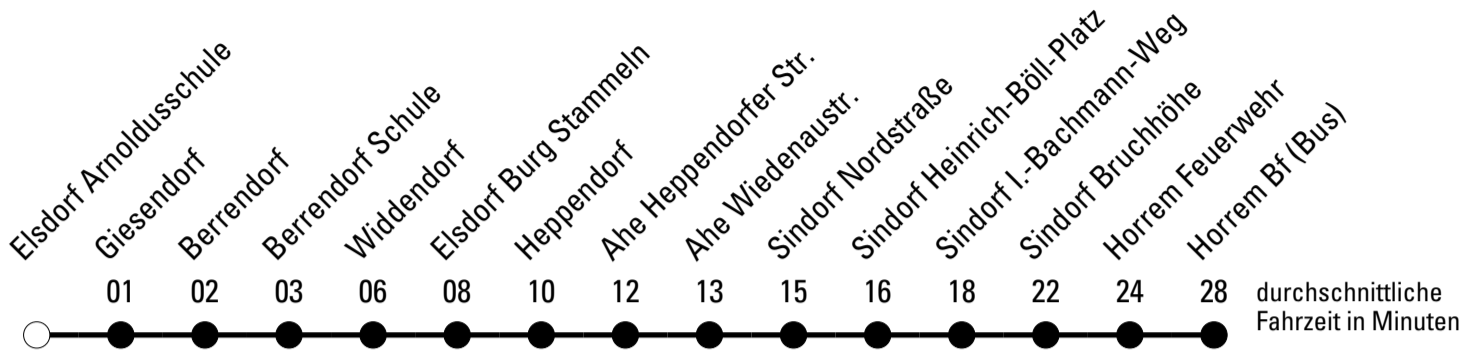 Elsdorf Arnoldusschule
Giesendorf
Berrendorf
Berrendorf Schule
Widdendorf
Elsdorf Burg Stammeln
Heppendorf
Ahe Heppendorfer Str.
Ahe Wiedenaustr.
Sindorf Nordstraße
Sindorf Heinrich-Böll-Platz
Sindorf I.-Bachmann-Weg
Sindorf Bruchhöhe
Horrem Feuerwehr
Horrem Bf (Bus)
01 02 03 06 08 10 12 13 15 16 18 22 24 28
durchschnittliche
Fahrzeit in Minuten